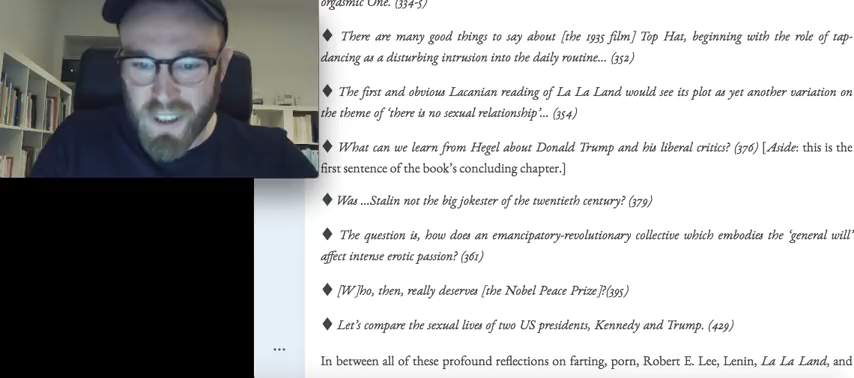 orgasmic One. (334-5)
♦ There are many good things to say about [the 1935 film] Top Hat, beginning with the role of tap-
dancing as a disturbing intrusion into the daily routine... (352)
♦ The first and obvious Lacanian reading of La La Land would see its plot as yet another variation on
the theme of ‘there is no sexual relationship’... (354)
♦ What can we learn from Hegel about Donald Trump and his liberal critics? (376) [Aside: this is the
first sentence of the book’s concluding chapter.]
♦ Was ...Stalin not the big jokester of the twentieth century? (379)
♦ The question is, how does an emancipatory-revolutionary collective which embodies the ‘general will’
affect intense erotic passion? (361)
♦ [W]ho, then, really deserves [the Nobel Peace Prize]?(395)
♦ Let’s compare the sexual lives of two US presidents, Kennedy and Trump. (429)
...
In between all of these profound reflections on farting, porn, Robert E. Lee, Lenin, La La Land, and